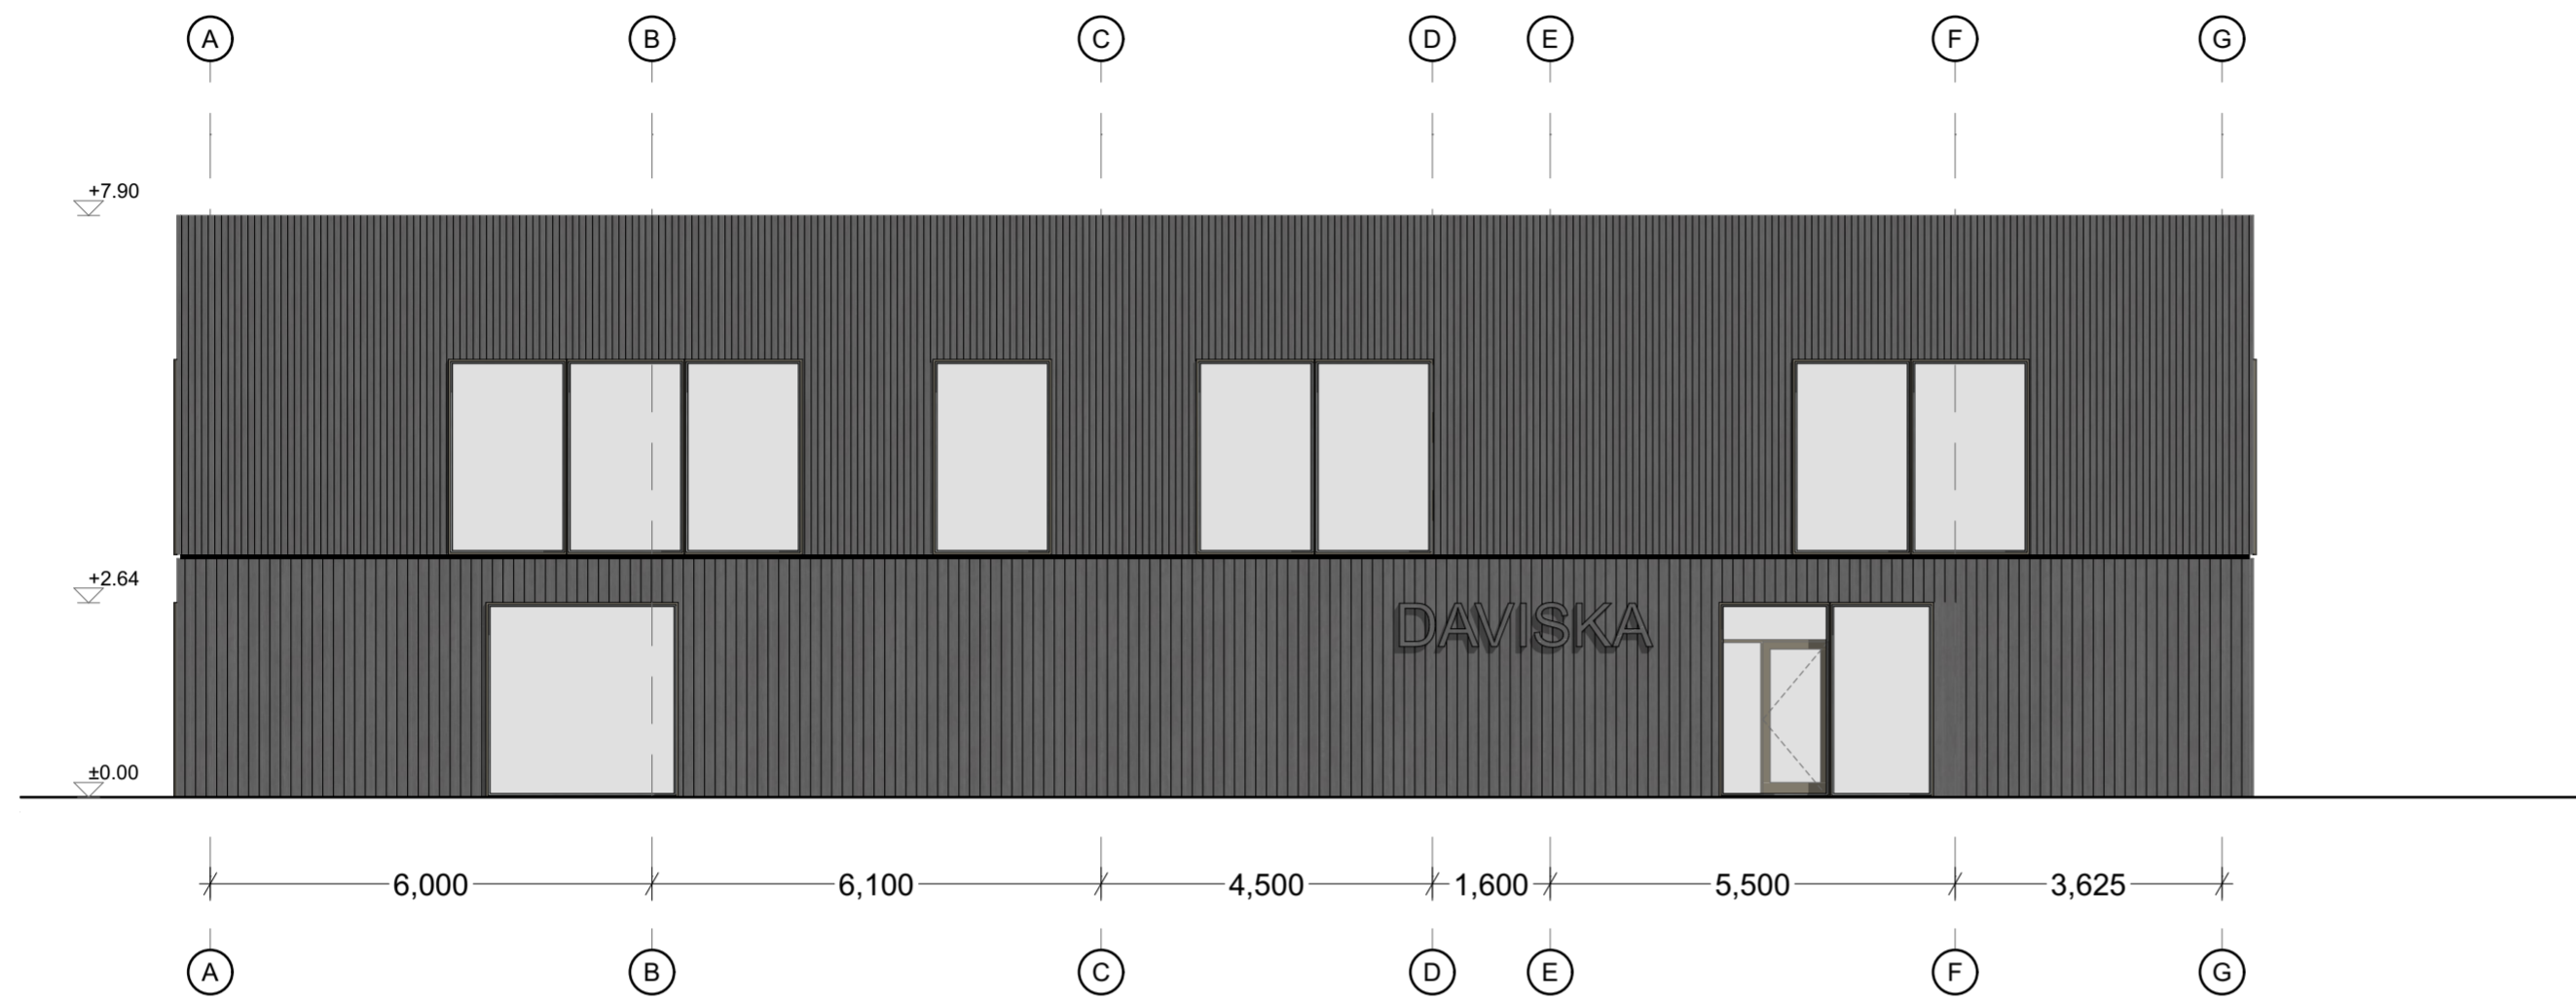 A B C D E F G
+7.90
+2.64
DAVISKA
±0.00
6,000 6,100 4,500 1,600 5,500 3,625
A B C D E F G